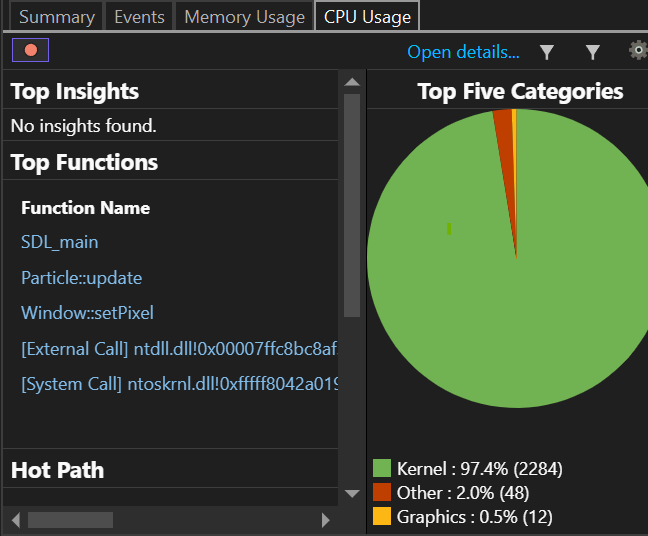 Summary Events Memory Usage CPU Usage
Open details...
Top Insights
No insights found.
Top Functions
Function Name
SDL_main
Particle::update
Window::setPixel
[External Call] ntdll.dll!0x00007ffc8bc8af
[System Call] ntoskrnl.dll!0xfffff8042a019
Hot Path
Top Five Categories
Kernel : 97.4% (2284)
Other : 2.0% (48)
Graphics : 0.5% (12)